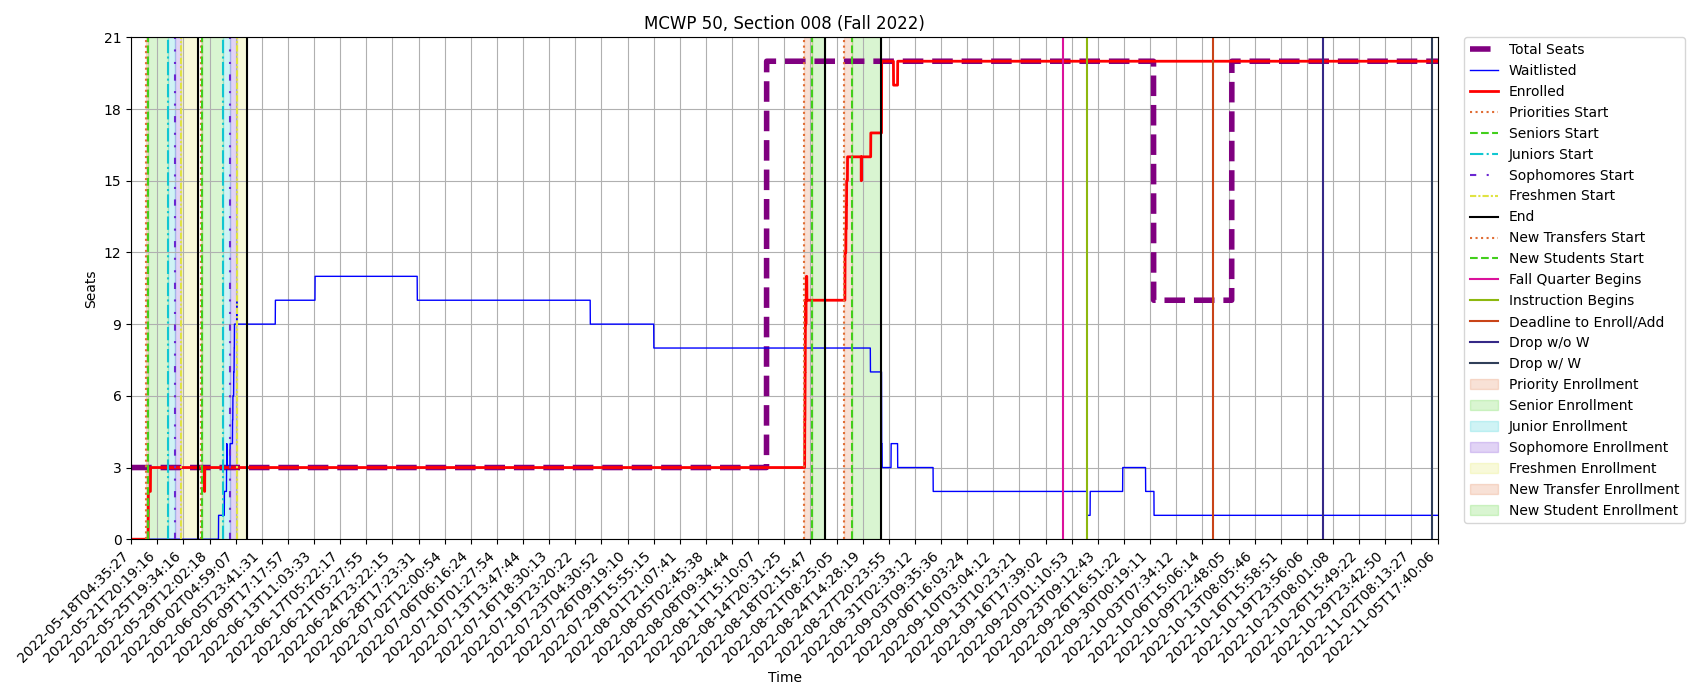 MCWP 50, Section 008 (Fall 2022)
21
18
15
12
9
6
3
0
Seats
2022-05-18T04:35:27
2022-05-21T20:19:16
2022-05-25T19:34:16
2022-05-29T12:02:18
2022-06-02T04:59:07
2022-06-05T23:41:31
2022-06-09T17:17:57
2022-06-13T11:03:33
2022-06-17T05:22:17
2022-06-21T05:27:55
2022-06-24T23:22:15
2022-06-28T17:23:31
2022-07-02T12:00:54
2022-07-06T06:16:24
2022-07-10T01:27:54
2022-07-13T13:47:44
2022-07-16T18:30:13
2022-07-19T23:20:22
2022-07-23T04:30:52
2022-07-26T09:19:10
2022-07-29T15:55:15
2022-08-01T21:07:41
2022-08-05T02:45:38
2022-08-08T09:34:44
2022-08-11T15:10:07
2022-08-14T20:31:25
2022-08-18T02:15:47
2022-08-21T08:25:05
2022-08-24T14:28:19
2022-08-27T20:23:55
2022-08-31T02:33:12
2022-09-03T09:35:36
2022-09-06T16:03:24
2022-09-10T03:04:12
2022-09-13T10:23:21
2022-09-16T17:39:02
2022-09-20T01:10:53
2022-09-23T09:12:43
2022-09-26T16:51:22
2022-09-30T00:19:11
2022-10-03T07:34:12
2022-10-06T15:06:14
2022-10-09T22:48:05
2022-10-13T08:05:46
2022-10-16T15:58:51
2022-10-19T23:56:06
2022-10-23T08:01:08
2022-10-26T15:49:22
2022-10-29T23:42:50
2022-11-02T08:13:27
2022-11-05T17:40:06
Time
Total Seats
Waitlisted
Enrolled
Priorities Start
Seniors Start
Juniors Start
Sophomores Start
Freshmen Start
End
New Transfers Start
New Students Start
Fall Quarter Begins
Instruction Begins
Deadline to Enroll/Add
Drop w/o W
Drop w/ W
Priority Enrollment
Senior Enrollment
Junior Enrollment
Sophomore Enrollment
Freshmen Enrollment
New Transfer Enrollment
New Student Enrollment